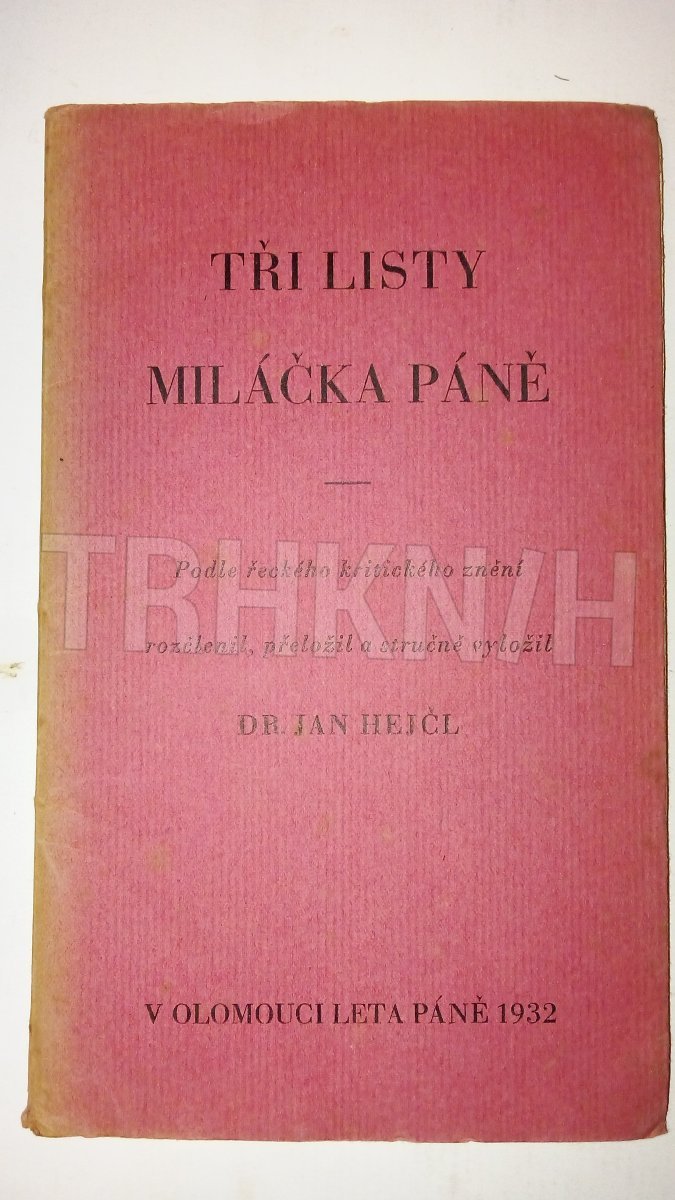 TŘI LISTY
MILÁČKA PÁNĚ
Podle řeckého kritického znění
TRHKNIH
rozčlenil, přeložil a stručně vyložil
DR. JAN HEJČL
V OLOMOUCI LETA PÁNĚ 1932